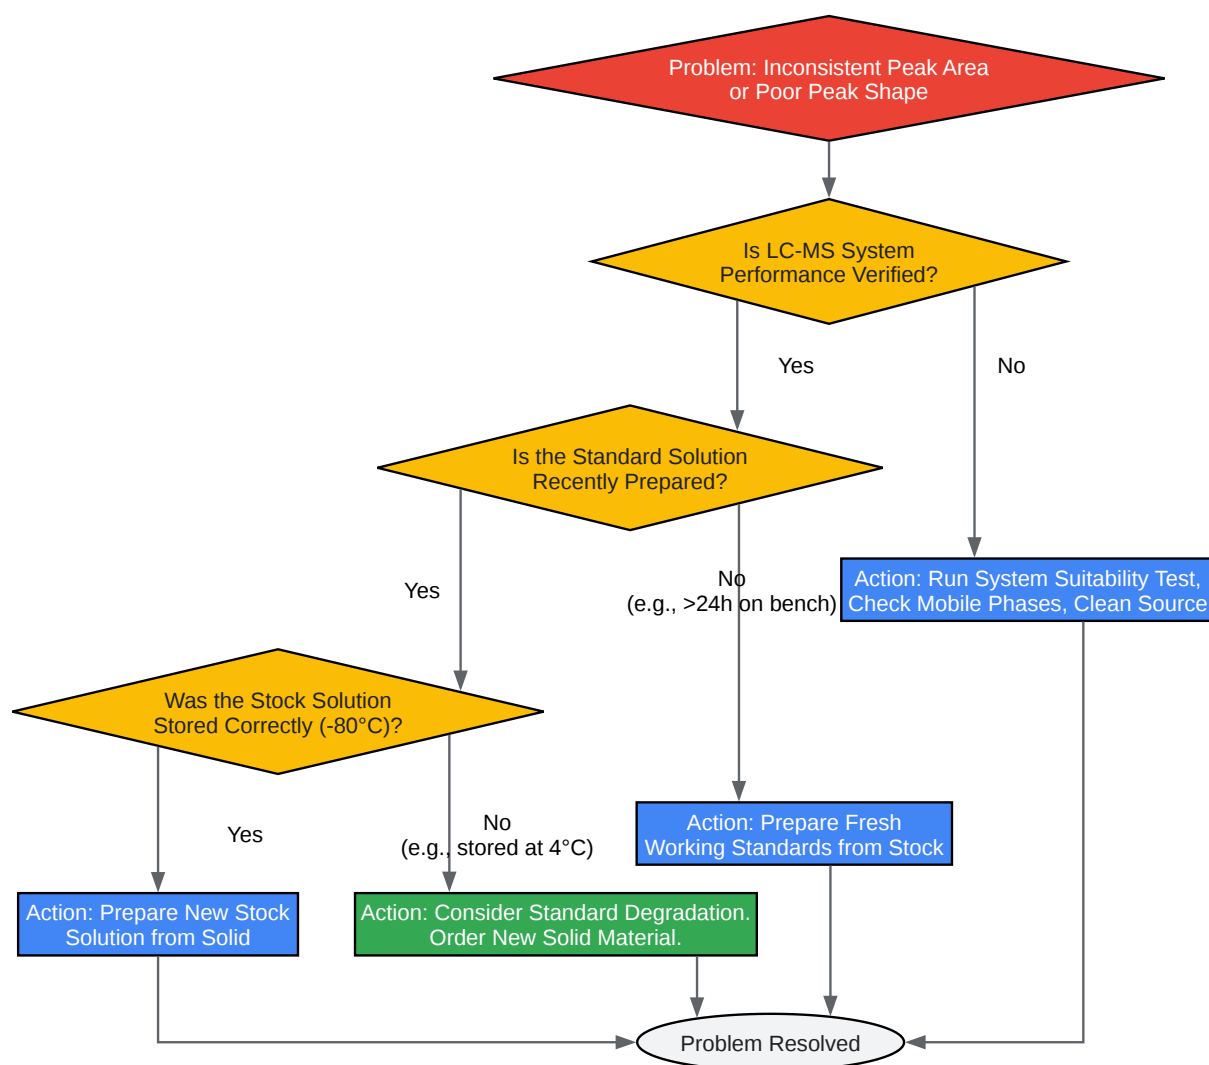 Problem: Inconsistent Peak Area
or Poor Peak Shape
Is LC-MS System
Performance Verified?
Yes
No
Is the Standard Solution
Recently Prepared?
Yes
No
(e.g., >24h on bench)
Action: Run System Suitability Test,
Check Mobile Phases, Clean Source
Was the Stock Solution
Stored Correctly (-80°C)?
Yes
No
(e.g., stored at 4°C)
Action: Prepare Fresh
Working Standards from Stock
Action: Prepare New Stock
Solution from Solid
Action: Consider Standard Degradation.
Order New Solid Material.
Problem Resolved